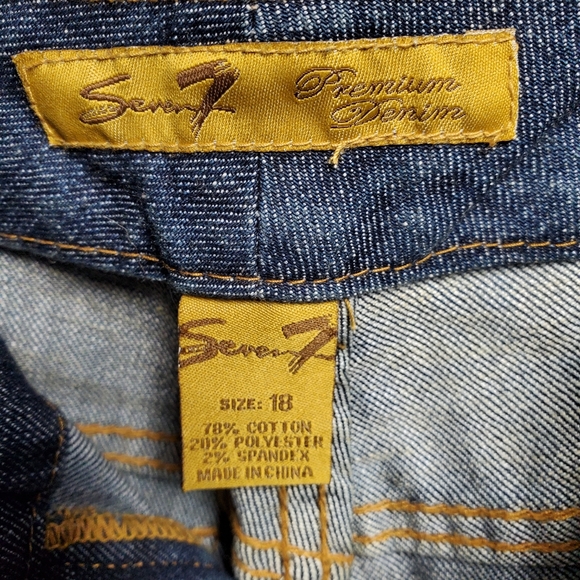 Seven7 Premium
Denim
Seven7
SIZE: 18
78% COTTON
20% POLYESTER
2% SPANDEX
MADE IN CHINA